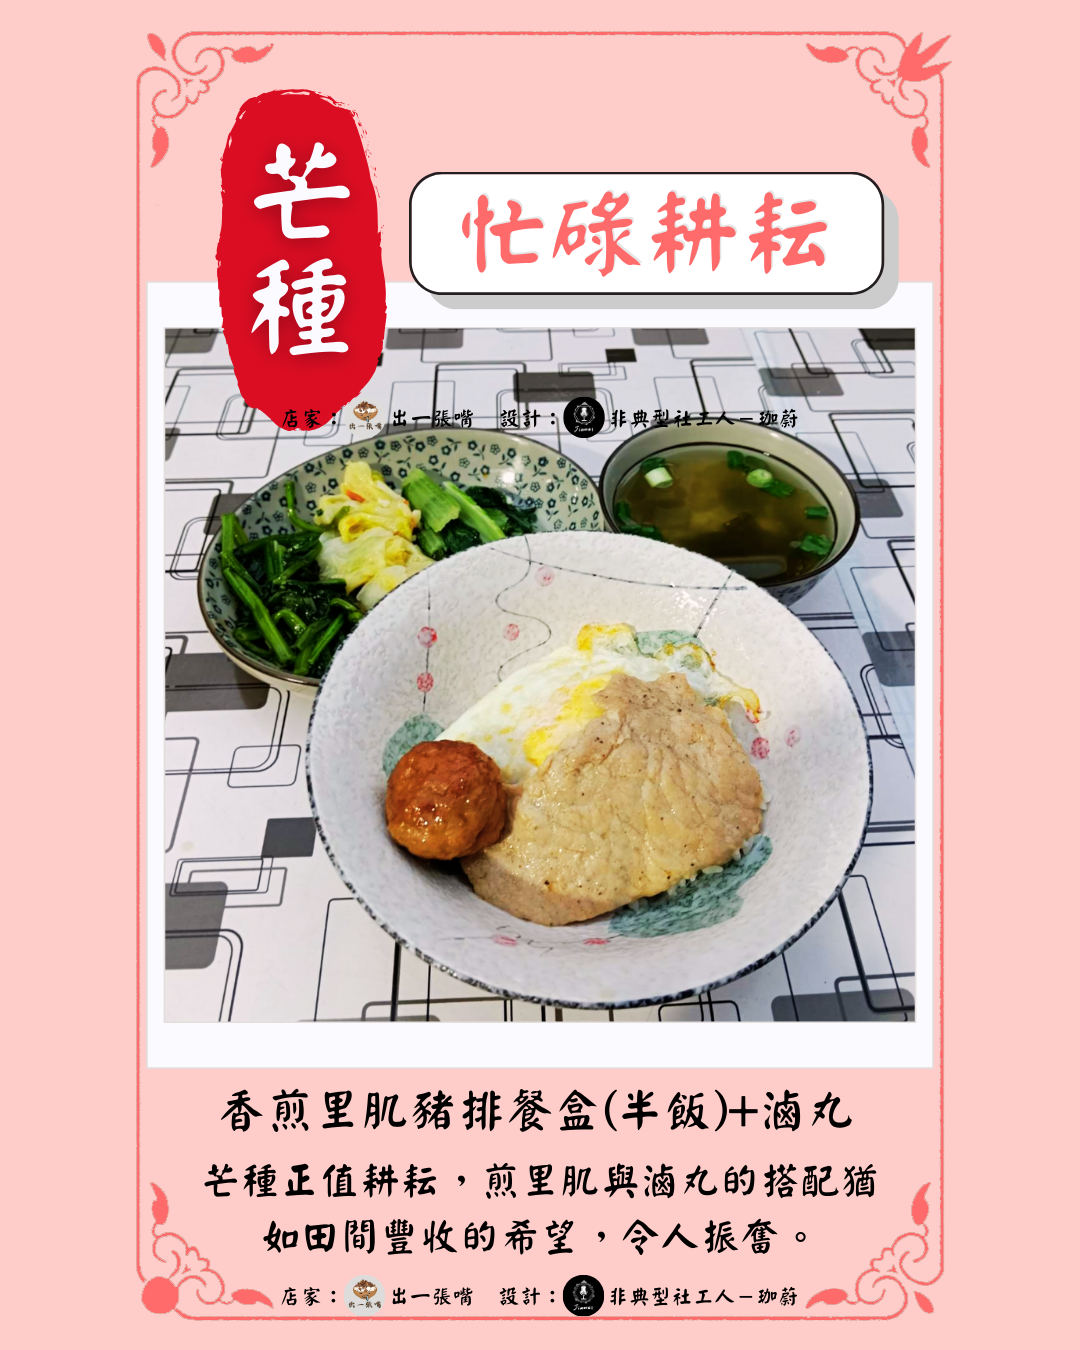 芒種
忙碌耕耘
店家：出一張嘴 設計：非典型社工人－珈蔚
香煎里肌豬排餐盒(半飯)+滷丸
芒種正值耕耘，煎里肌與滷丸的搭配猶
如田間豐收的希望，令人振奮。
店家：出一張嘴 設計：非典型社工人－珈蔚